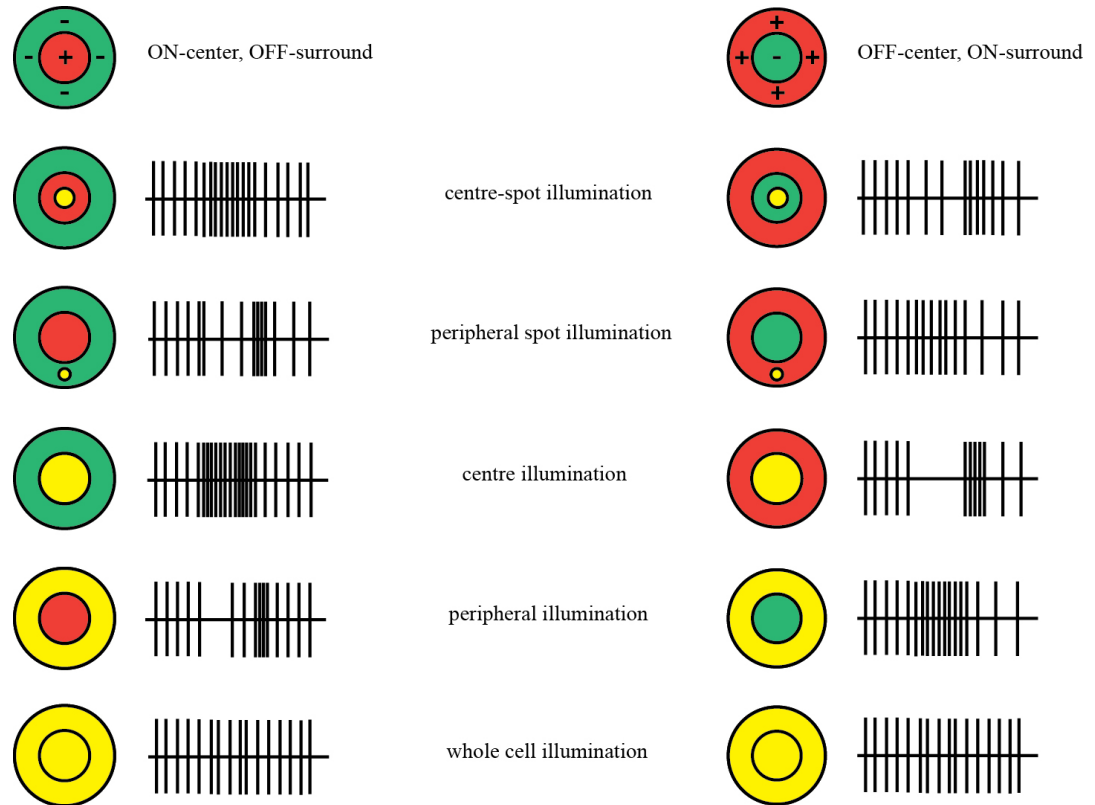 - 
- + - 
-
ON-center, OFF-surround
+
+ - +
+
OFF-center, ON-surround
centre-spot illumination
peripheral spot illumination
centre illumination
peripheral illumination
whole cell illumination